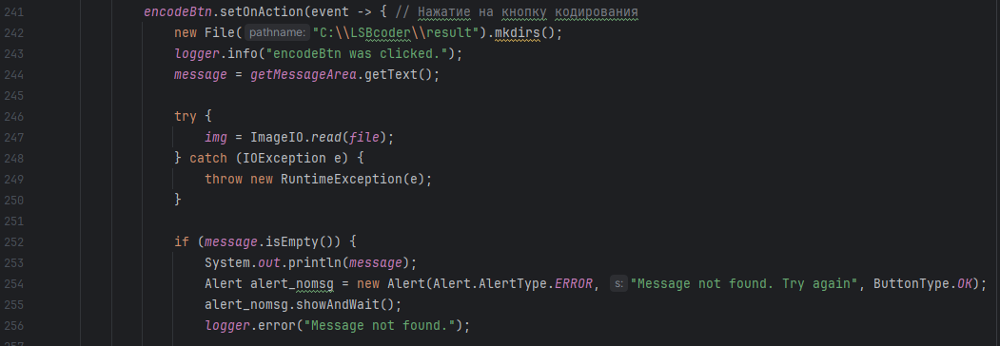 241 encodeBtn.setOnAction(event -> { // Нажатие на кнопку кодирования
242 new File( pathname: "C:\\LSBcoder\\result").mkdirs();
243 logger.info("encodeBtn was clicked.");
244 message = getMessageArea.getText();
245
246 try {
247 img = ImageIO.read(file);
248 } catch (IOException e) {
249 throw new RuntimeException(e);
250 }
251
252 if (message.isEmpty()) {
253 System.out.println(message);
254 Alert alert_nomsg = new Alert(Alert.AlertType.ERROR, s: "Message not found. Try again", ButtonType.OK);
255 alert_nomsg.showAndWait();
256 logger.error("Message not found.");
257